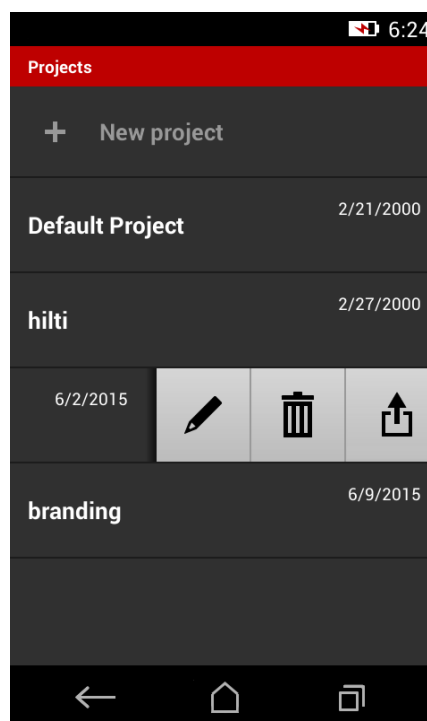 6:24
Projects
+ New project
2/21/2000
Default Project
2/27/2000
hilti
6/2/2015
6/9/2015
branding